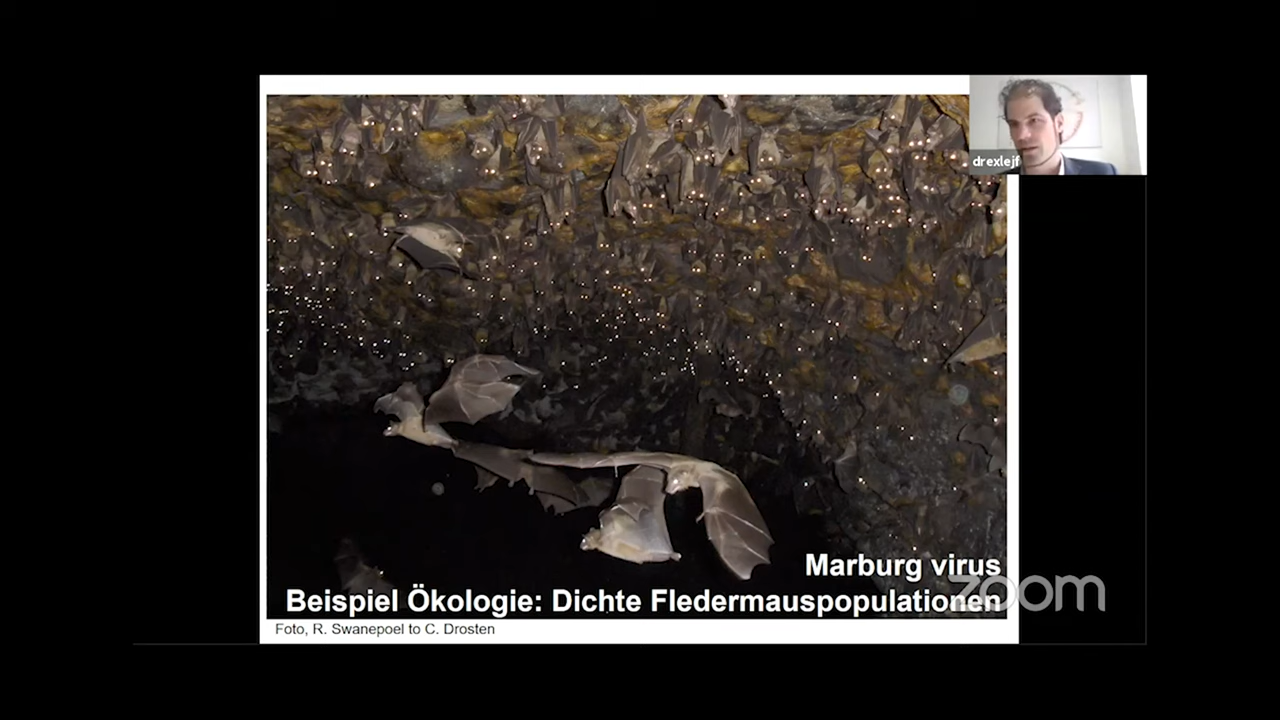 drexlejf
Marburg virus
Beispiel Ökologie: Dichte Fledermauspopulationen
zoom
Foto, R. Swanepoel to C. Drosten